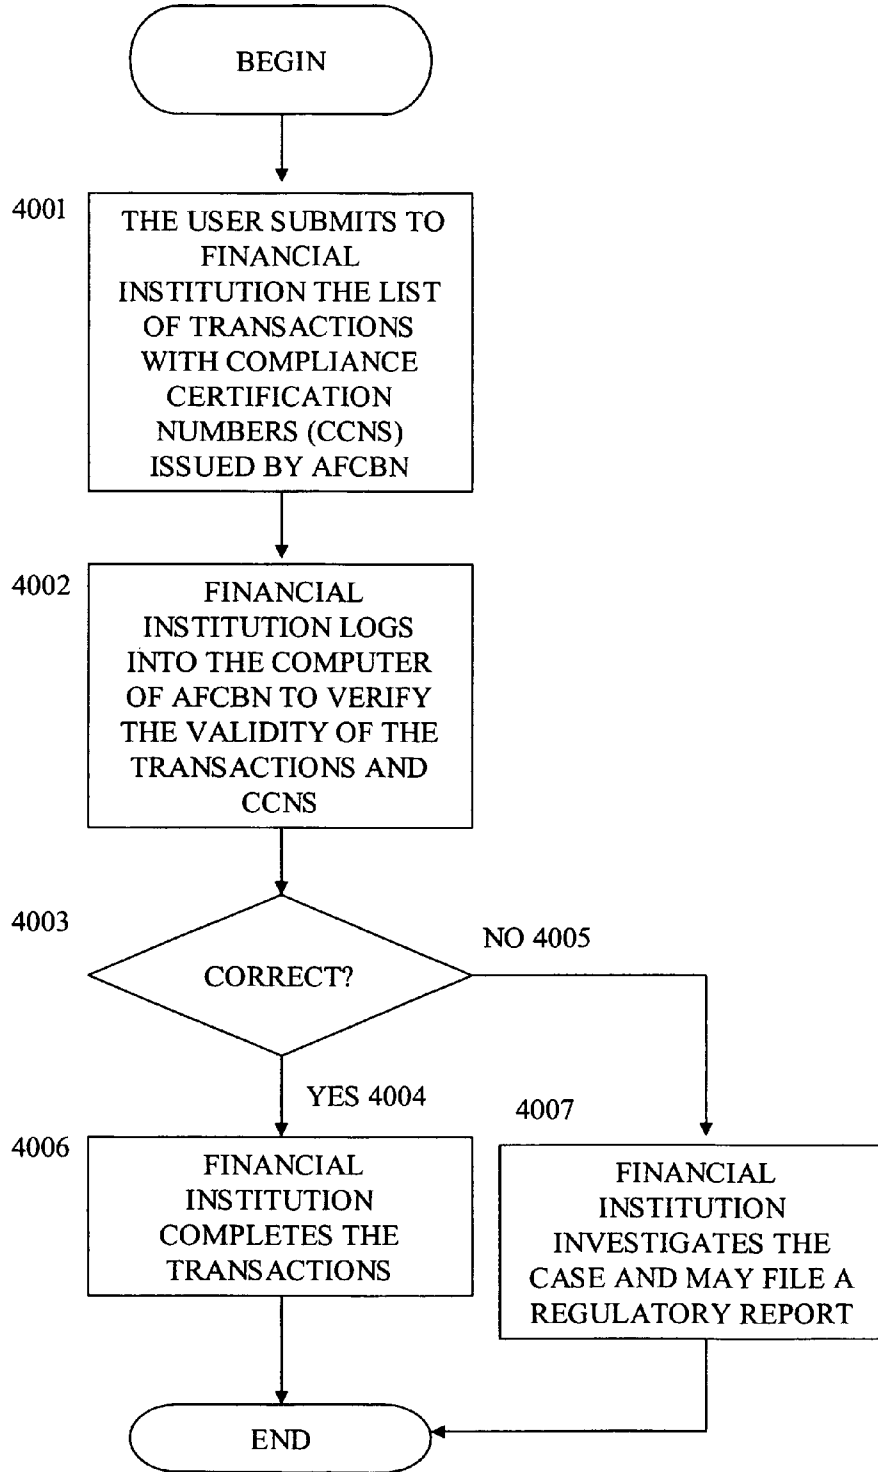 BEGIN
4001
THE USER SUBMITS TO
FINANCIAL
INSTITUTION THE LIST
OF TRANSACTIONS
WITH COMPLIANCE
CERTIFICATION
NUMBERS (CCNS)
ISSUED BY AFCBN
4002
FINANCIAL
INSTITUTION LOGS
INTO THE COMPUTER
OF AFCBN TO VERIFY
THE VALIDITY OF THE
TRANSACTIONS AND
CCNS
4003
CORRECT?
NO 4005
YES 4004
4006
FINANCIAL
INSTITUTION
COMPLETES THE
TRANSACTIONS
4007
FINANCIAL
INSTITUTION
INVESTIGATES THE
CASE AND MAY FILE A
REGULATORY REPORT
END